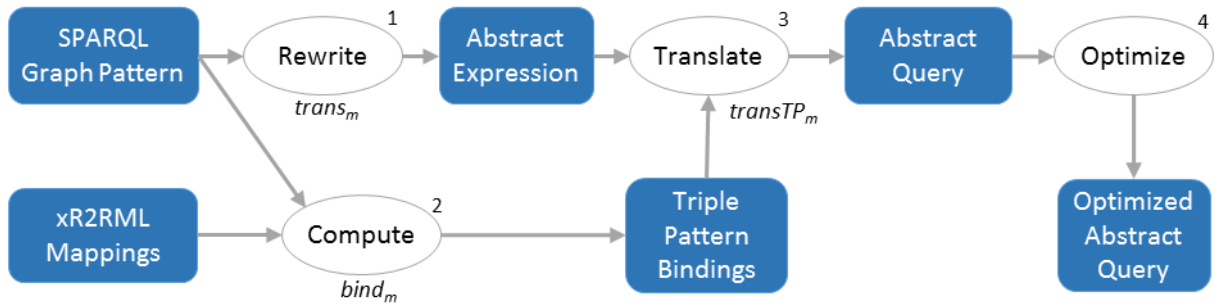 SPARQL
Graph Pattern
1
Rewrite
trans_m
Abstract
Expression
3
Translate
transTP_m
Abstract
Query
4
Optimize
xR2RML
Mappings
2
Compute
bind_m
Triple
Pattern
Bindings
Optimized
Abstract
Query